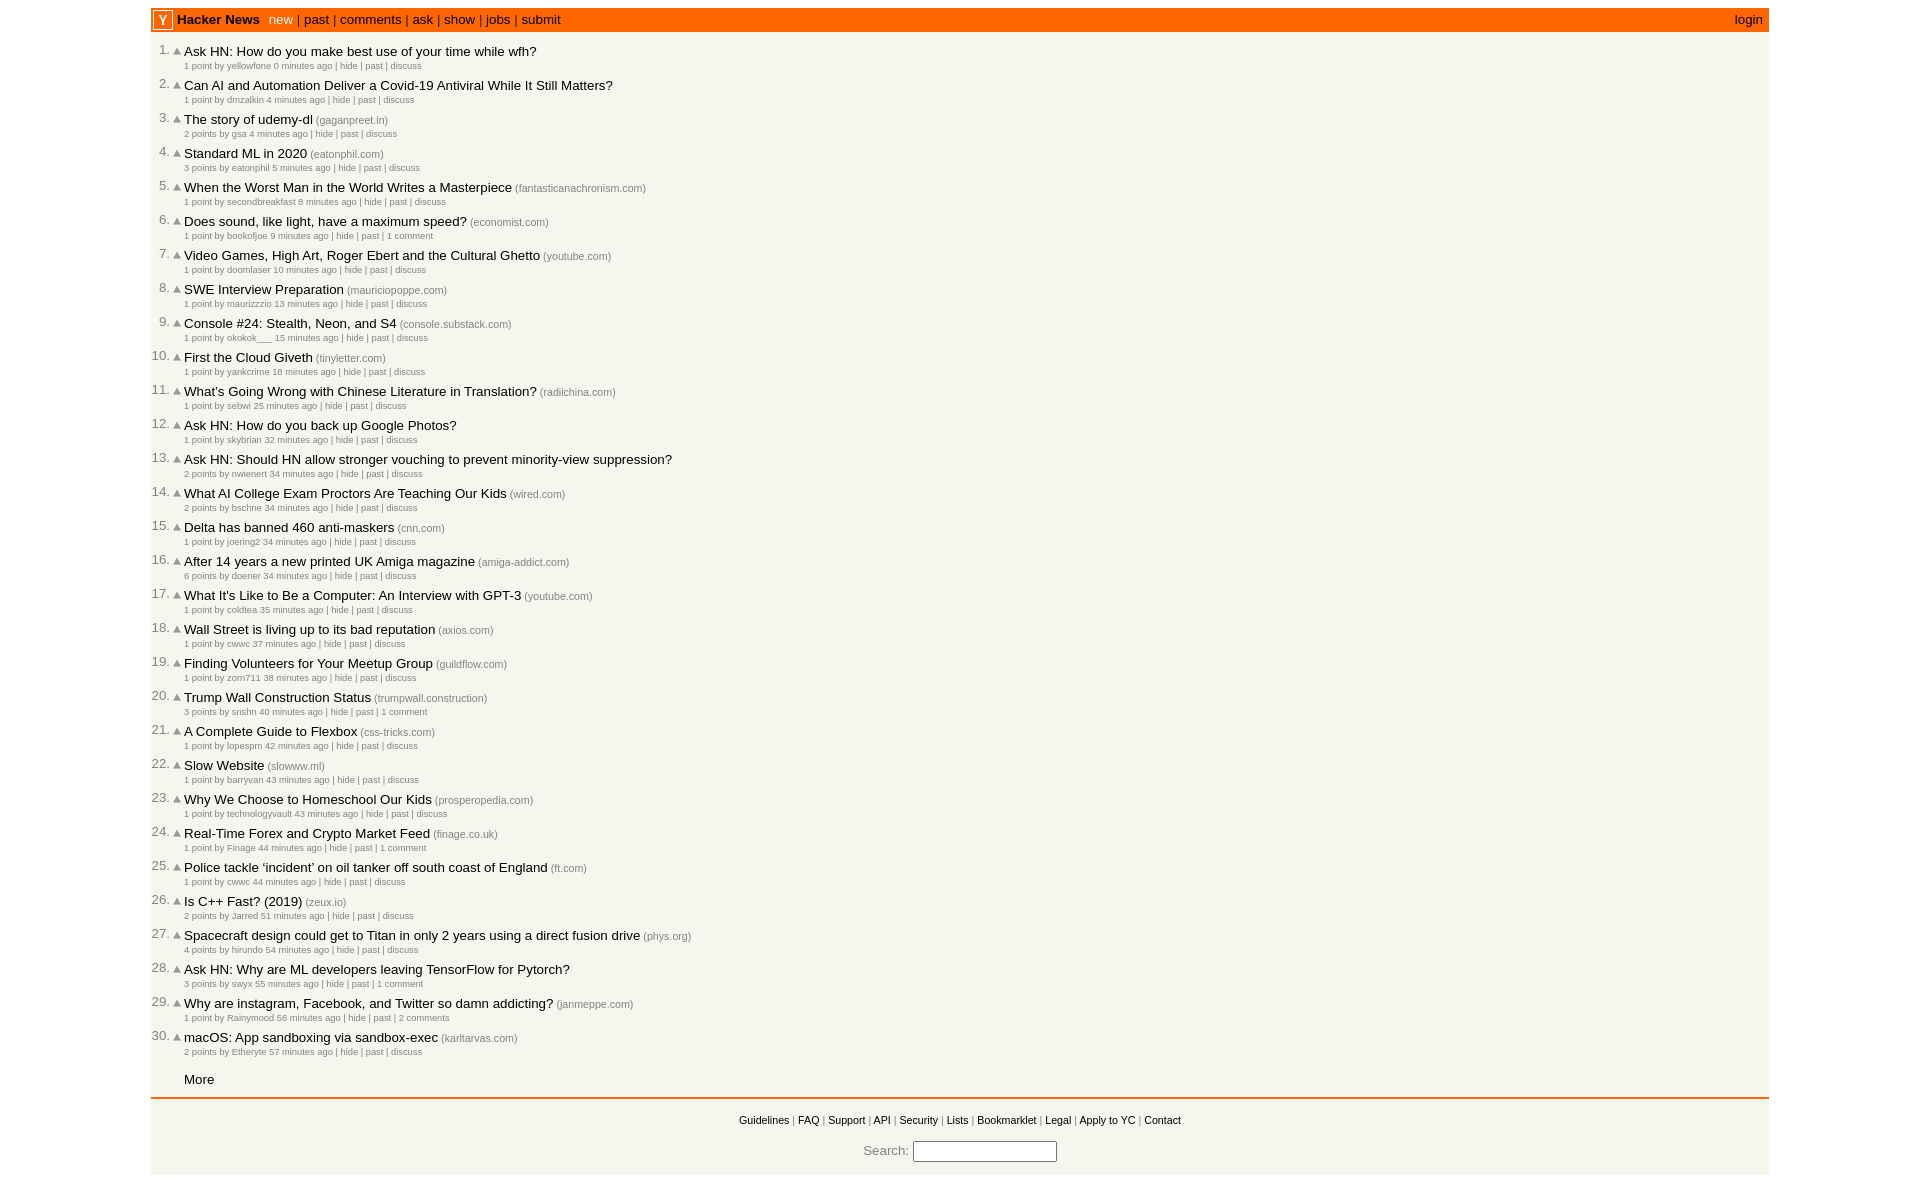 Y Hacker News new | past | comments | ask | show | jobs | submit login
1. Ask HN: How do you make best use of your time while wfh?
1 point by yellowfone 0 minutes ago | hide | past | discuss
2. Can AI and Automation Deliver a Covid-19 Antiviral While It Still Matters?
1 point by dmzalkin 4 minutes ago | hide | past | discuss
3. The story of udemy-dl (gaganpreet.in)
2 points by gsa 4 minutes ago | hide | past | discuss
4. Standard ML in 2020 (eatonphil.com)
3 points by eatonphil 5 minutes ago | hide | past | discuss
5. When the Worst Man in the World Writes a Masterpiece (fantasticanachronism.com)
1 point by secondbreakfast 8 minutes ago | hide | past | discuss
6. Does sound, like light, have a maximum speed? (economist.com)
1 point by bookofjoe 9 minutes ago | hide | past | 1 comment
7. Video Games, High Art, Roger Ebert and the Cultural Ghetto (youtube.com)
1 point by doomlaser 10 minutes ago | hide | past | discuss
8. SWE Interview Preparation (mauriciopoppe.com)
1 point by maurizzzio 13 minutes ago | hide | past | discuss
9. Console #24: Stealth, Neon, and S4 (console.substack.com)
1 point by okokok___ 15 minutes ago | hide | past | discuss
10. First the Cloud Giveth (tinyletter.com)
1 point by yankcrime 18 minutes ago | hide | past | discuss
11. What's Going Wrong with Chinese Literature in Translation? (radiichina.com)
1 point by sebwi 25 minutes ago | hide | past | discuss
12. Ask HN: How do you back up Google Photos?
1 point by skybrian 32 minutes ago | hide | past | discuss
13. Ask HN: Should HN allow stronger vouching to prevent minority-view suppression?
2 points by nwienert 34 minutes ago | hide | past | discuss
14. What AI College Exam Proctors Are Teaching Our Kids (wired.com)
2 points by bschne 34 minutes ago | hide | past | discuss
15. Delta has banned 460 anti-maskers (cnn.com)
1 point by joering2 34 minutes ago | hide | past | discuss
16. After 14 years a new printed UK Amiga magazine (amiga-addict.com)
6 points by doener 34 minutes ago | hide | past | discuss
17. What It's Like to Be a Computer: An Interview with GPT-3 (youtube.com)
1 point by coldtea 35 minutes ago | hide | past | discuss
18. Wall Street is living up to its bad reputation (axios.com)
1 point by cwwc 37 minutes ago | hide | past | discuss
19. Finding Volunteers for Your Meetup Group (guildflow.com)
1 point by zorn711 38 minutes ago | hide | past | discuss
20. Trump Wall Construction Status (trumpwall.construction)
3 points by snshn 40 minutes ago | hide | past | 1 comment
21. A Complete Guide to Flexbox (css-tricks.com)
1 point by lopespm 42 minutes ago | hide | past | discuss
22. Slow Website (slowww.ml)
1 point by barryvan 43 minutes ago | hide | past | discuss
23. Why We Choose to Homeschool Our Kids (prosperopedia.com)
1 point by technologyvault 43 minutes ago | hide | past | discuss
24. Real-Time Forex and Crypto Market Feed (finage.co.uk)
1 point by Finage 44 minutes ago | hide | past | 1 comment
25. Police tackle ‘incident’ on oil tanker off south coast of England (ft.com)
1 point by cwwc 44 minutes ago | hide | past | discuss
26. Is C++ Fast? (2019) (zeux.io)
2 points by Jarred 51 minutes ago | hide | past | discuss
27. Spacecraft design could get to Titan in only 2 years using a direct fusion drive (phys.org)
4 points by hirundo 54 minutes ago | hide | past | discuss
28. Ask HN: Why are ML developers leaving TensorFlow for Pytorch?
3 points by swyx 55 minutes ago | hide | past | 1 comment
29. Why are instagram, Facebook, and Twitter so damn addicting? (janmeppe.com)
1 point by Rainymood 56 minutes ago | hide | past | 2 comments
30. macOS: App sandboxing via sandbox-exec (karltarvas.com)
2 points by Etheryte 57 minutes ago | hide | past | discuss
More
Guidelines | FAQ | Support | API | Security | Lists | Bookmarklet | Legal | Apply to YC | Contact
Search: